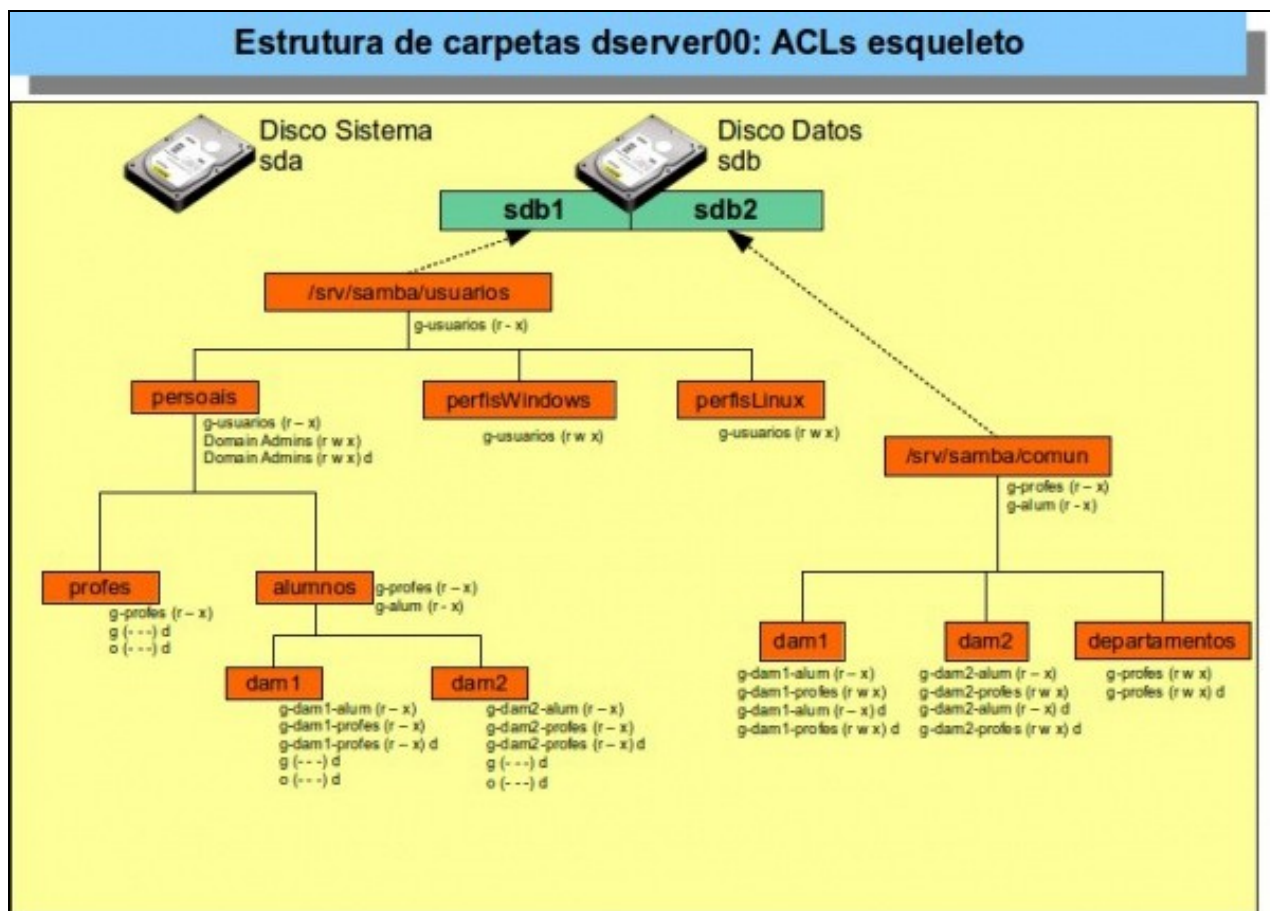 Estrutura de carpetas dserver00: ACLs esqueleto
Disco Sistema
sda
Disco Datos
sdb
sdb1
sdb2
/srv/samba/usuarios
g-usuarios (r - x)
persoais
g-usuarios (r – x)
Domain Admins (r w x)
Domain Admins (r w x) d
perfisWindows
g-usuarios (r w x)
perfisLinux
g-usuarios (r w x)
/srv/samba/comun
g-profes (r – x)
g-alum (r - x)
profes
g-profes (r – x)
g (- - -) d
o (- - -) d
alumnos
g-profes (r – x)
g-alum (r - x)
dam1
g-dam1-alum (r – x)
g-dam1-profes (r – x)
g-dam1-profes (r – x) d
g (- - -) d
o (- - -) d
dam2
g-dam2-alum (r – x)
g-dam2-profes (r – x)
g-dam2-profes (r – x) d
g (- - -) d
o (- - -) d
dam1
g-dam1-alum (r – x)
g-dam1-profes (r w x)
g-dam1-alum (r – x) d
g-dam1-profes (r w x) d
dam2
g-dam2-alum (r – x)
g-dam2-profes (r w x)
g-dam2-alum (r – x) d
g-dam2-profes (r w x) d
departamentos
g-profes (r w x)
g-profes (r w x) d